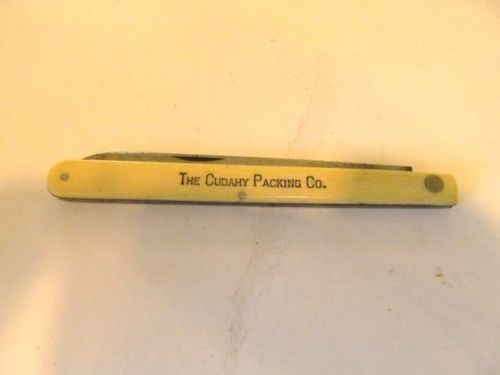 The Cudahy Packing Co.